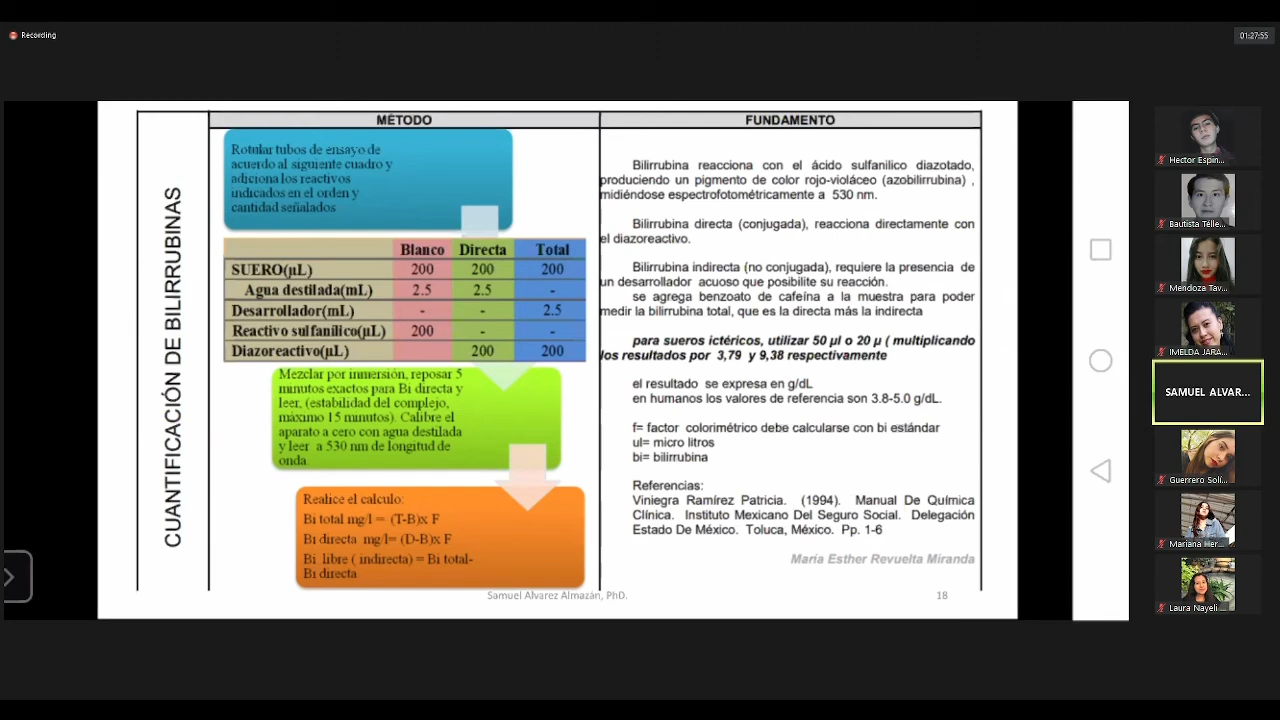 Recording
01:27:55
CUANTIFICACIÓN DE BILIRRUBINAS
MÉTODO
Rotular tubos de ensayo de
acuerdo al siguiente cuadro y
adiciona los reactivos
indicados en el orden y
cantidad señalados
Blanco Directa Total
SUERO(µL) 200 200 200
Agua destilada(mL) 2.5 2.5 -
Desarrollador(mL) - - 2.5
Reactivo sulfanílico(µL) 200 - -
Diazoreactivo(µL) 200 200
Mezclar por inmersión, reposar 5
minutos exactos para Bi directa y
leer, (estabilidad del complejo,
máximo 15 minutos). Calibre el
aparato a cero con agua destilada
y leer a 530 nm de longitud de
onda.
Realice el calculo:
Bi total mg/l = (T-B)x F
Bi directa mg/l= (D-B)x F
Bi libre ( indirecta) = Bi total-
Bi directa
FUNDAMENTO
Bilirrubina reacciona con el ácido sulfanilico diazotado,
produciendo un pigmento de color rojo-violáceo (azobilirrubina) ,
midiéndose espectrofotométricamente a 530 nm.
Bilirrubina directa (conjugada), reacciona directamente con
el diazoreactivo.
Bilirrubina indirecta (no conjugada), requiere la presencia de
un desarrollador acuoso que posibilite su reacción.
se agrega benzoato de cafeína a la muestra para poder
medir la bilirrubina total, que es la directa más la indirecta
para sueros ictéricos, utilizar 50 µl o 20 µ ( multiplicando
los resultados por 3,79 y 9,38 respectivamente
el resultado se expresa en g/dL
en humanos los valores de referencia son 3.8-5.0 g/dL.
f= factor colorimétrico debe calcularse con bi estándar
ul= micro litros
bi= bilirrubina
Referencias:
Viniegra Ramírez Patricia. (1994). Manual De Química
Clínica. Instituto Mexicano Del Seguro Social. Delegación
Estado De México. Toluca, México. Pp. 1-6
María Esther Revuelta Miranda
Samuel Alvarez Almazán, PhD.
18
Hector Espin...
Bautista Télle...
Mendoza Tav...
IMELDA JARA...
SAMUEL ALVAR...
Guerrero Solí...
Mariana Her...
Laura Nayeli...